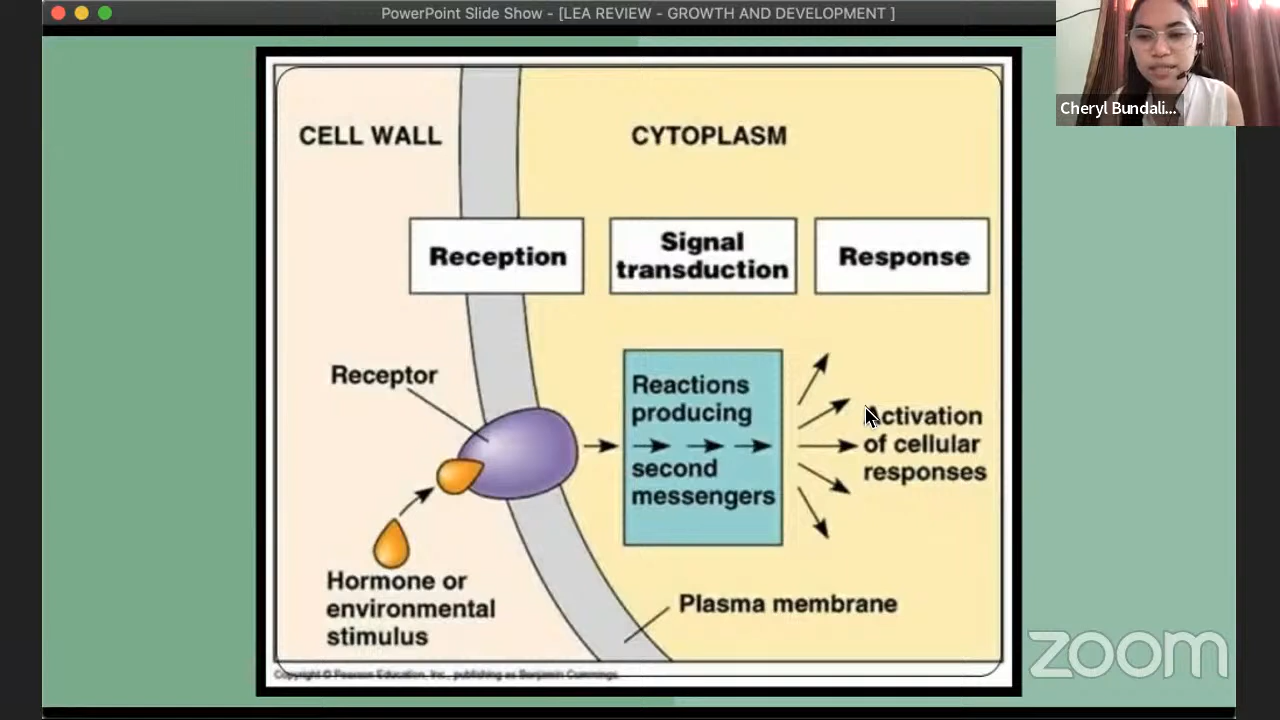 PowerPoint Slide Show - [LEA REVIEW - GROWTH AND DEVELOPMENT ]
Cheryl Bundali...
CELL WALL
CYTOPLASM
Reception
Signal
transduction
Response
Receptor
Reactions
producing
second
messengers
Activation
of cellular
responses
Hormone or
environmental
stimulus
Plasma membrane
Copyright © Pearson Education, Inc., publishing as Benjamin Cummings.
zoom